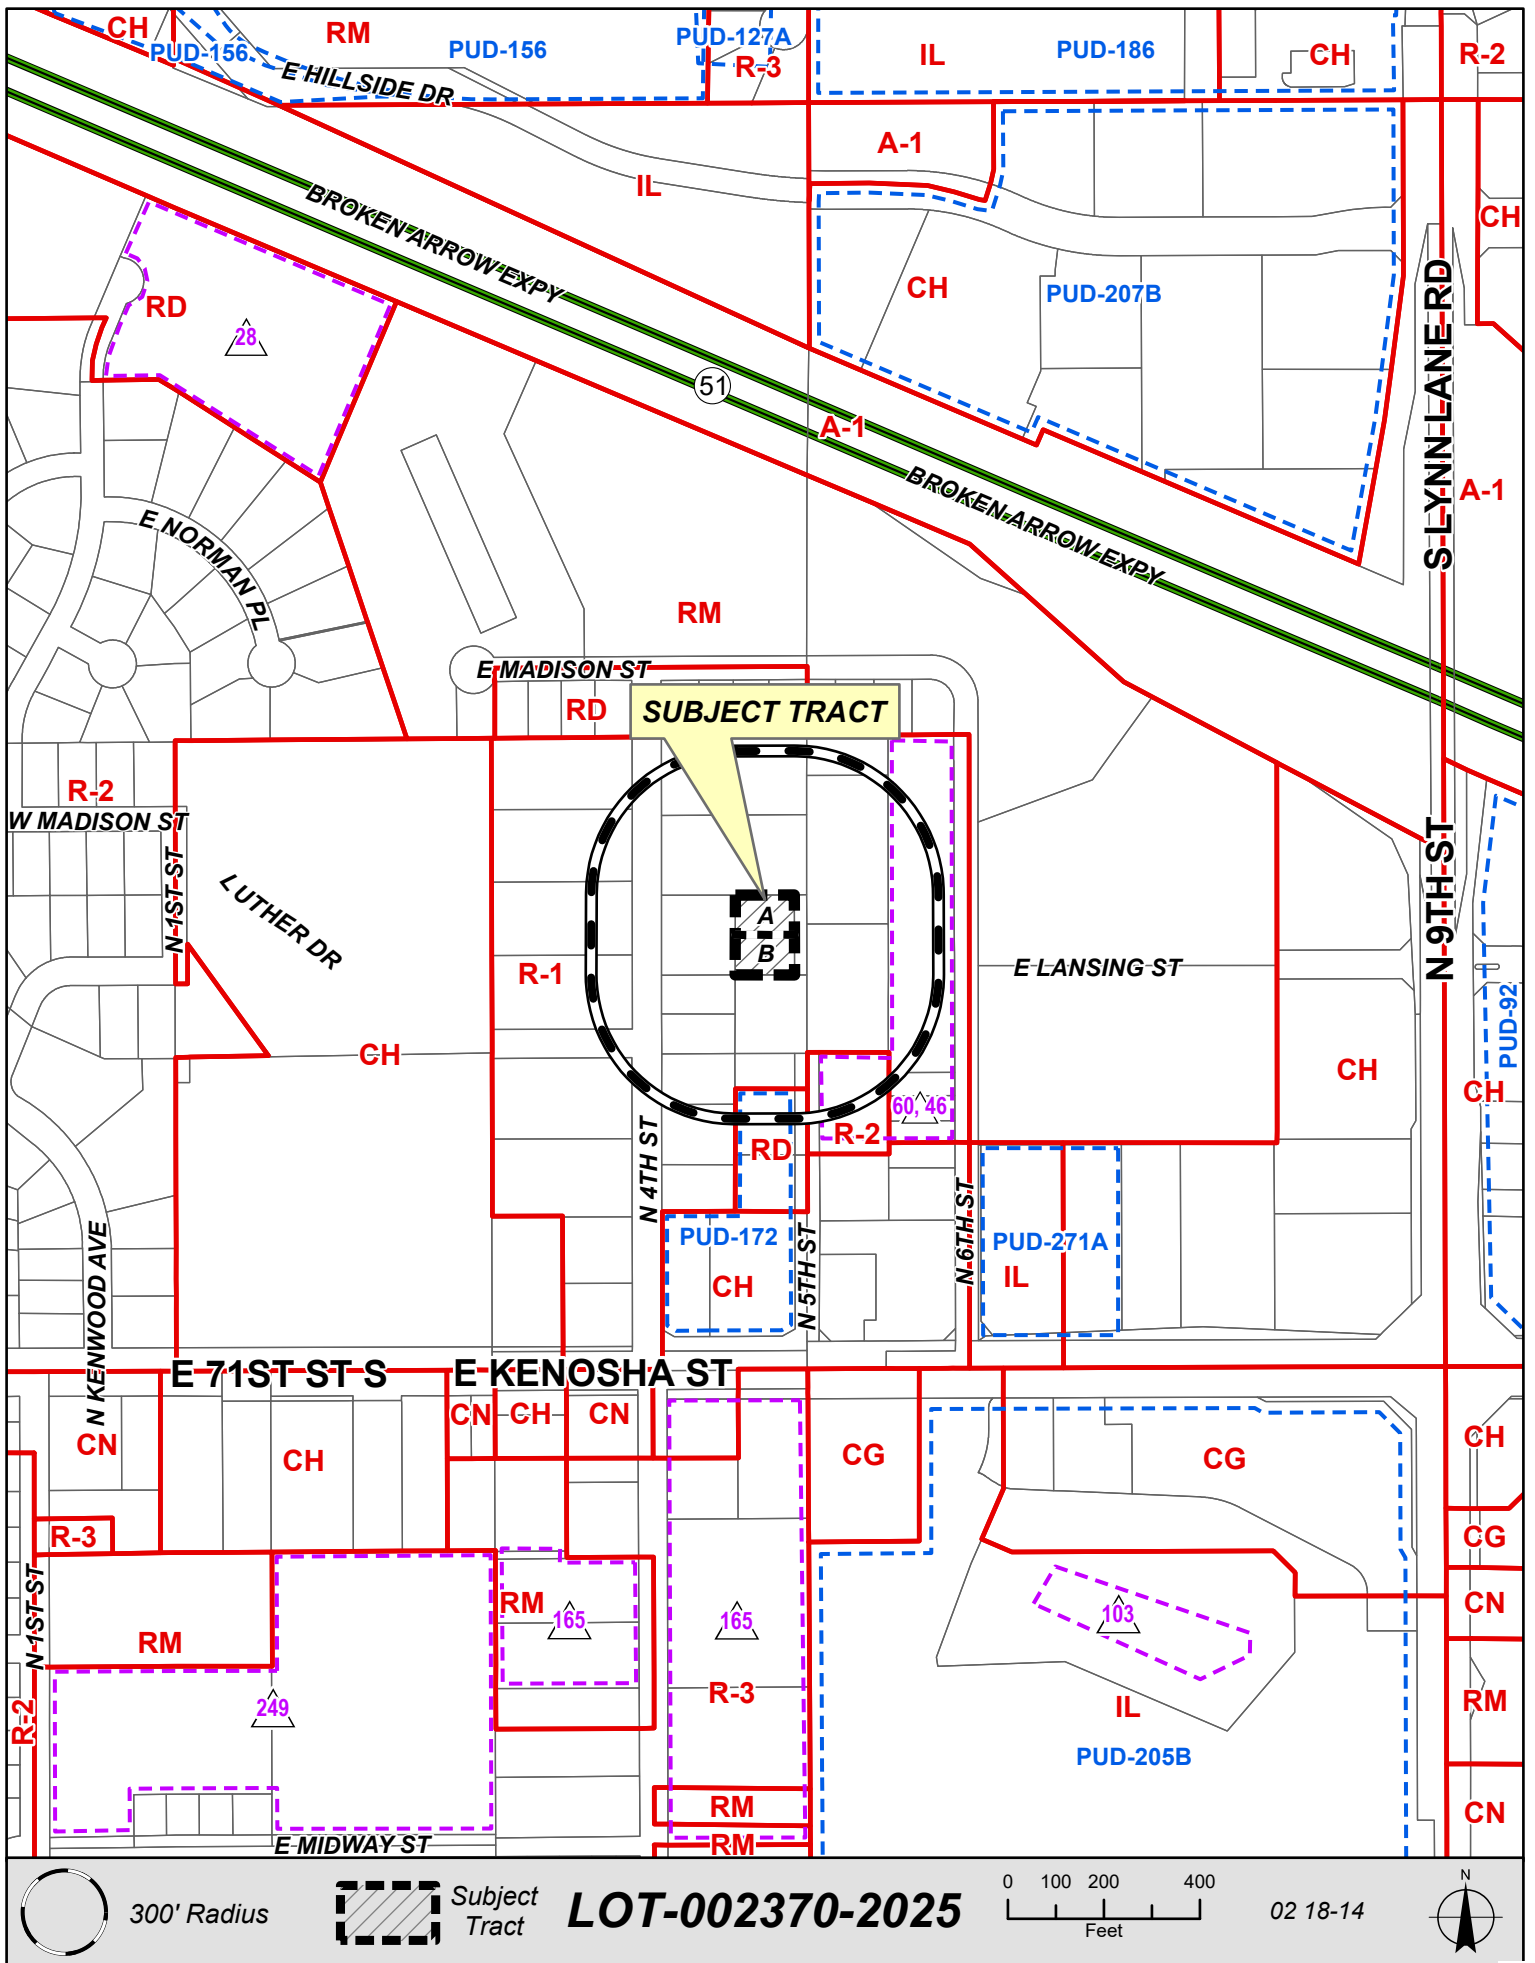 CH
RM
PUD-156
PUD-156
PUD-127A
R-3
IL
PUD-186
CH
R-2
E HILLSIDE DR
A-1
IL
CH
BROKEN ARROW EXPY
RD
28
CH
PUD-207B
S LYNN LANE RD
51
A-1
BROKEN ARROW EXPY
A-1
E NORMAN PL
RM
E MADISON ST
RD
SUBJECT TRACT
R-2
W MADISON ST
N 1ST ST
LUTHER DR
A
B
R-1
E LANSING ST
N 9TH ST
PUD-92
CH
CH
CH
60, 46
R-2
RD
N 4TH ST
PUD-172
CH
N 5TH ST
N 6TH ST
PUD-271A
IL
N KENWOOD AVE
E 71ST ST S
E KENOSHA ST
CN
CH
CN
CH
CN
CG
CG
CH
R-3
CG
N 1ST ST
RM
RM
165
165
103
CN
R-2
249
R-3
IL
RM
PUD-205B
RM
CN
RM
E MIDWAY ST
300' Radius
Subject
Tract
LOT-002370-2025
0 100 200 400
Feet
02 18-14
N